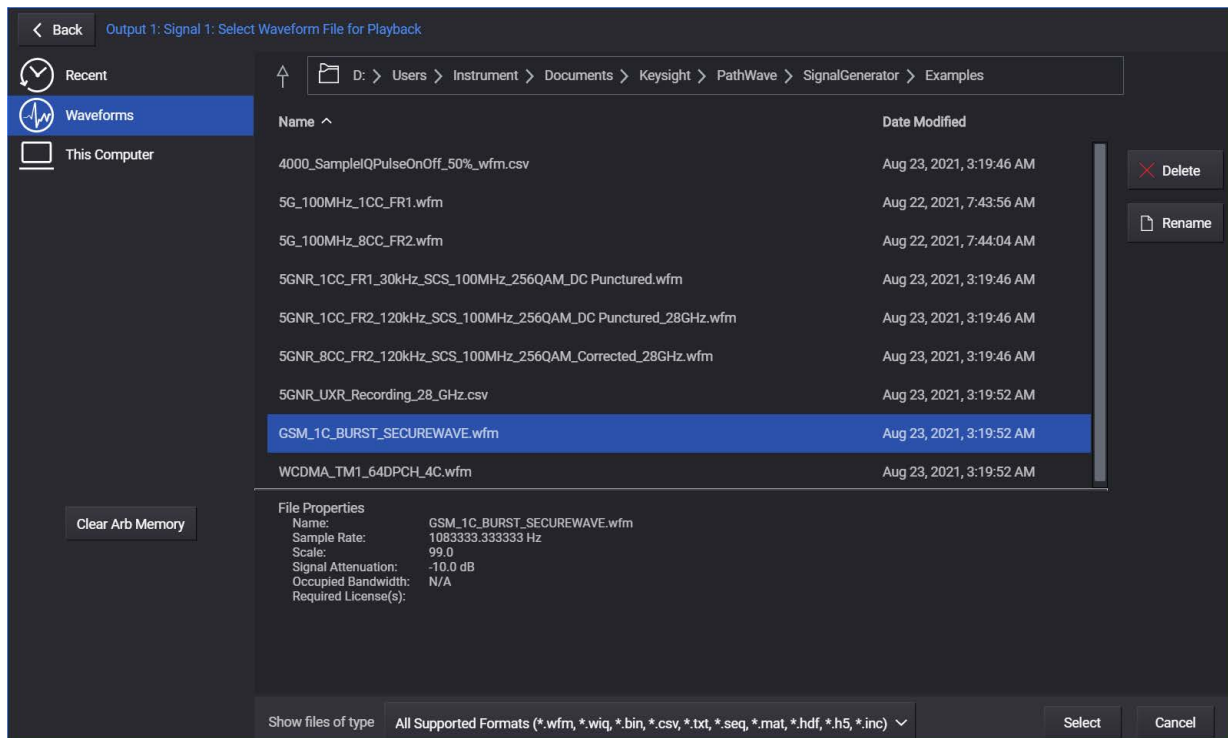 Back
Output 1: Signal 1: Select Waveform File for Playback
Recent
Waveforms
This Computer
Clear Arb Memory
D: > Users > Instrument > Documents > Keysight > PathWave > SignalGenerator > Examples
Name Date Modified
4000_SampleIQPulseOnOff_50%_wfm.csv Aug 23, 2021, 3:19:46 AM
5G_100MHz_1CC_FR1.wfm Aug 22, 2021, 7:43:56 AM
5G_100MHz_8CC_FR2.wfm Aug 22, 2021, 7:44:04 AM
5GNR_1CC_FR1_30kHz_SCS_100MHz_256QAM_DC Punctured.wfm Aug 23, 2021, 3:19:46 AM
5GNR_1CC_FR2_120kHz_SCS_100MHz_256QAM_DC Punctured_28GHz.wfm Aug 23, 2021, 3:19:46 AM
5GNR_8CC_FR2_120kHz_SCS_100MHz_256QAM_Corrected_28GHz.wfm Aug 23, 2021, 3:19:46 AM
5GNR_UXR_Recording_28_GHz.csv Aug 23, 2021, 3:19:52 AM
GSM_1C_BURST_SECUREWAVE.wfm Aug 23, 2021, 3:19:52 AM
WCDMA_TM1_64DPCH_4C.wfm Aug 23, 2021, 3:19:52 AM
Delete
Rename
File Properties
Name: GSM_1C_BURST_SECUREWAVE.wfm
Sample Rate: 1083333.333333 Hz
Scale: 99.0
Signal Attenuation: -10.0 dB
Occupied Bandwidth: N/A
Required License(s):
Show files of type All Supported Formats (*.wfm, *.wiq, *.bin, *.csv, *.txt, *.seq, *.mat, *.hdf, *.h5, *.inc)
Select
Cancel